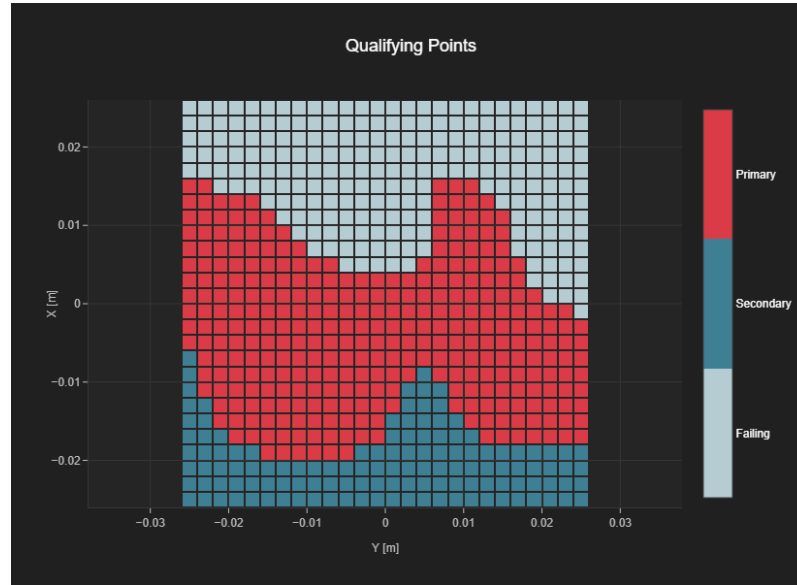 Qualifying Points
0.02
0.01
0
−0.01
−0.02
X [m]
−0.03
−0.02
−0.01
0
0.01
0.02
0.03
Y [m]
Primary
Secondary
Failing